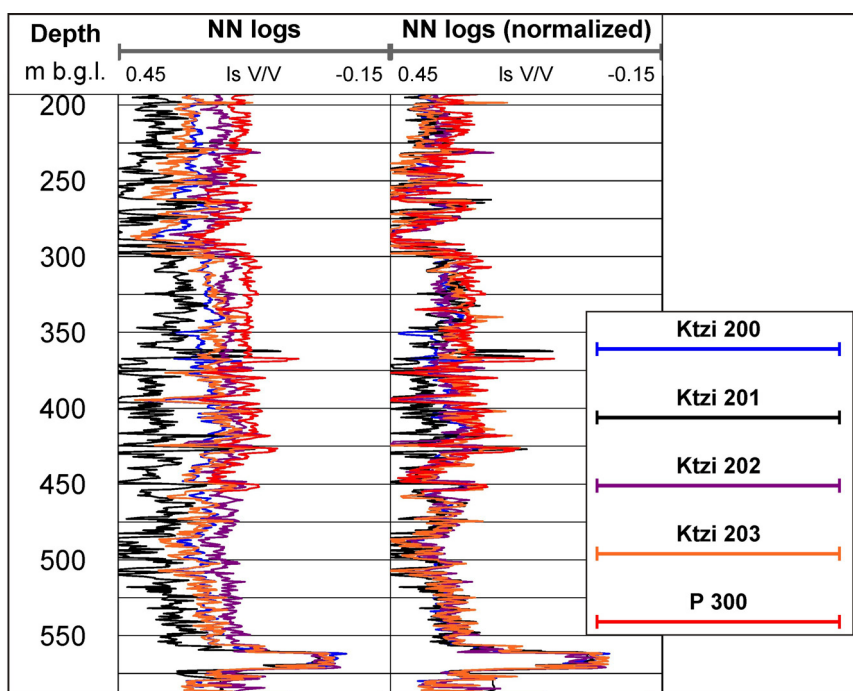 Depth NN logs NN logs (normalized)
m b.g.l. 0.45 ls V/V -0.15 0.45 ls V/V -0.15
200
250
300
350
400
450
500
550
Ktzi 200
Ktzi 201
Ktzi 202
Ktzi 203
P 300